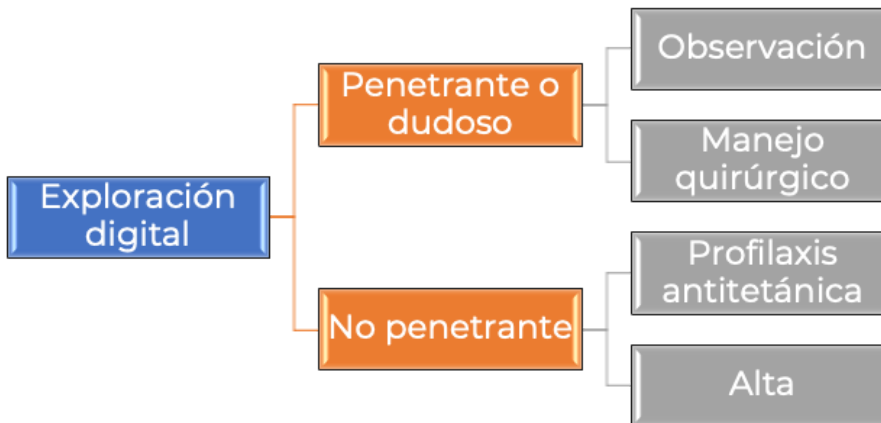 Exploración
digital
Penetrante o
dudoso
No penetrante
Observación
Manejo
quirúrgico
Profilaxis
antitetánica
Alta